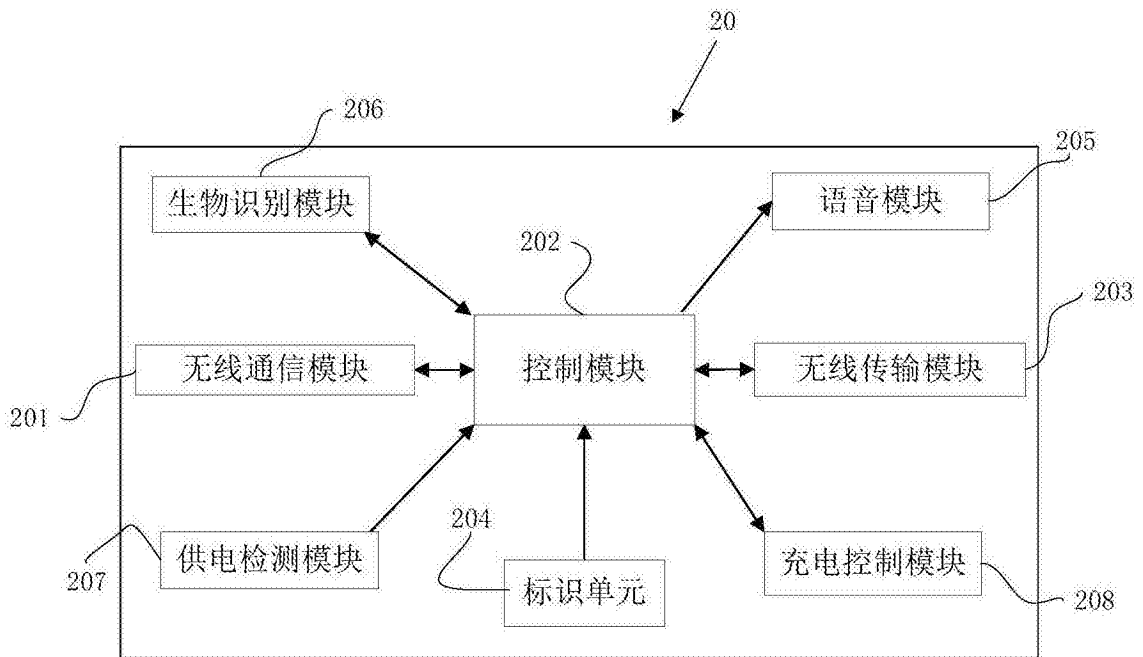 20
206
205
生物识别模块
语音模块
202
203
无线通信模块
控制模块
无线传输模块
201
204
供电检测模块
标识单元
充电控制模块
207
208